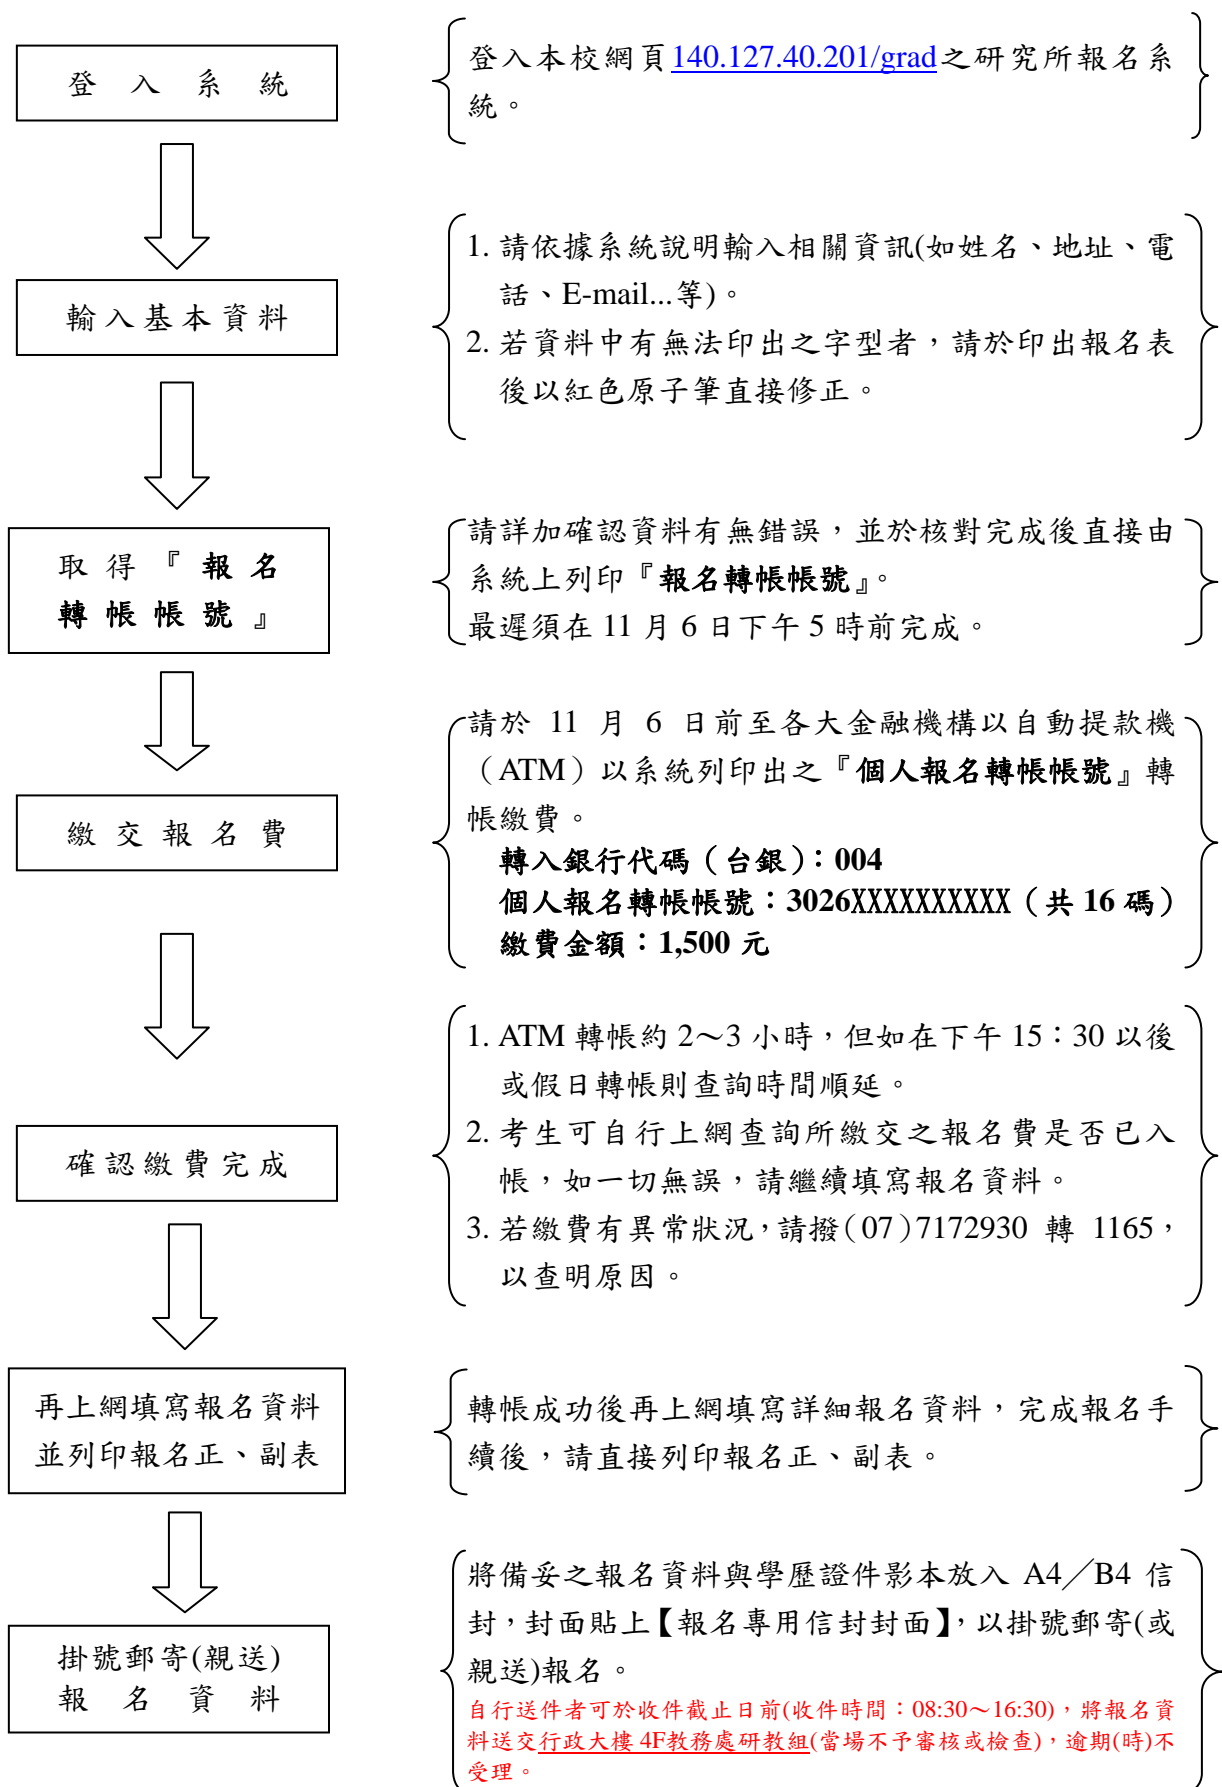 登入系統
登入本校網頁140.127.40.201/grad之研究所報名系
統。
輸入基本資料
1. 請依據系統說明輸入相關資訊(如姓名、地址、電
話、E-mail...等)。
2. 若資料中有無法印出之字型者，請於印出報名表
後以紅色原子筆直接修正。
取得『報名
轉帳帳號』
請詳加確認資料有無錯誤，並於核對完成後直接由
系統上列印『報名轉帳帳號』。
最遲須在 11 月 6 日下午 5 時前完成。
繳交報名費
請於 11 月 6 日前至各大金融機構以自動提款機
（ATM）以系統列印出之『個人報名轉帳帳號』轉
帳繳費。
轉入銀行代碼（台銀）：004
個人報名轉帳帳號：3026XXXXXXXXXX（共 16 碼）
繳費金額：1,500 元
確認繳費完成
1. ATM 轉帳約 2～3 小時，但如在下午 15：30 以後
或假日轉帳則查詢時間順延。
2. 考生可自行上網查詢所繳交之報名費是否已入
帳，如一切無誤，請繼續填寫報名資料。
3. 若繳費有異常狀況，請撥（07）7172930 轉 1165，
以查明原因。
再上網填寫報名資料
並列印報名正、副表
轉帳成功後再上網填寫詳細報名資料，完成報名手
續後，請直接列印報名正、副表。
掛號郵寄(親送)
報名資料
將備妥之報名資料與學歷證件影本放入 A4／B4 信
封，封面貼上【報名專用信封封面】，以掛號郵寄(或
親送)報名。
自行送件者可於收件截止日前(收件時間：08:30～16:30)，將報名資
料送交行政大樓 4F教務處研教組(當場不予審核或檢查)，逾期(時)不
受理。